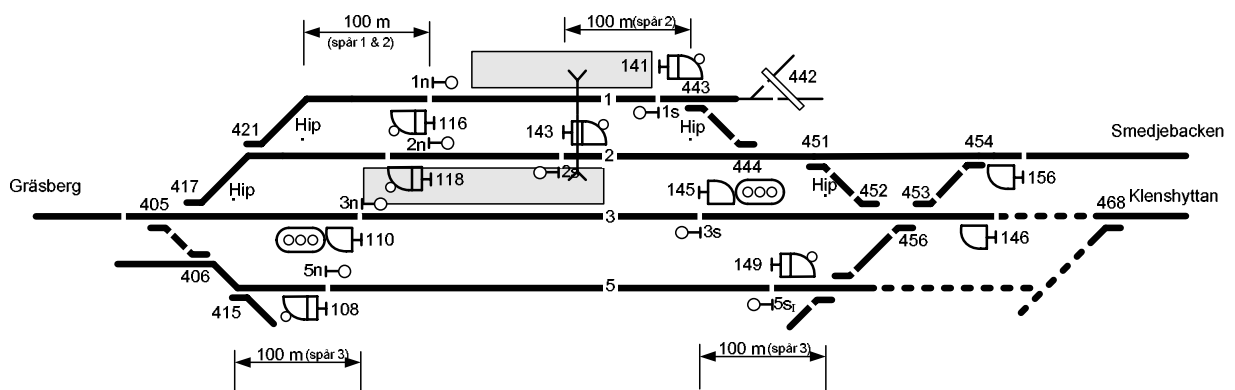 100 m
(spår 1 & 2)
100 m (spår 2)
141
442
1n
443
1
1s
116
421
Hip
143
Hip
2n
451
454
Smedjebacken
2
118
2s
444
156
417
Hip
145
Hip
452
453
Gräsberg
405
3n
3
468
Klenshyttan
110
3s
456
146
406
5n
149
5
415
108
5sI
100 m (spår 3)
100 m (spår 3)